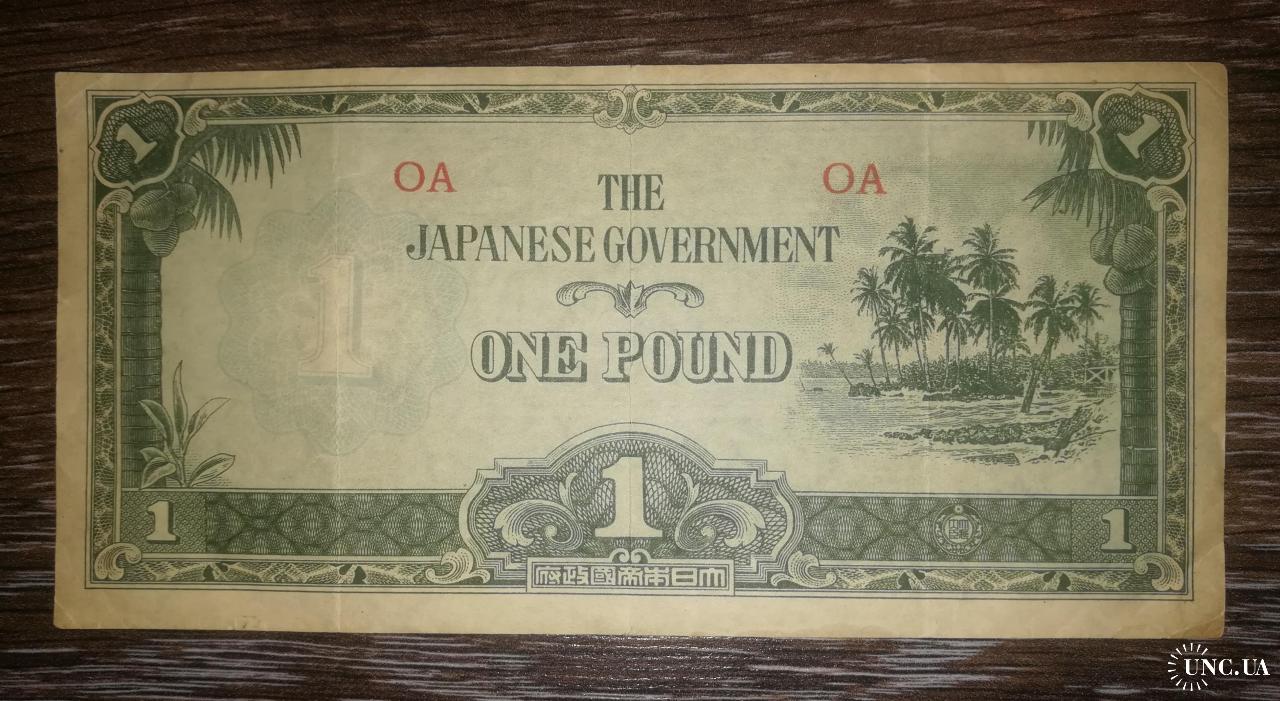 1 1
OA OA
THE
JAPANESE GOVERNMENT
1
ONE POUND
1
1 1
府政國帝本日大
UNC.UA